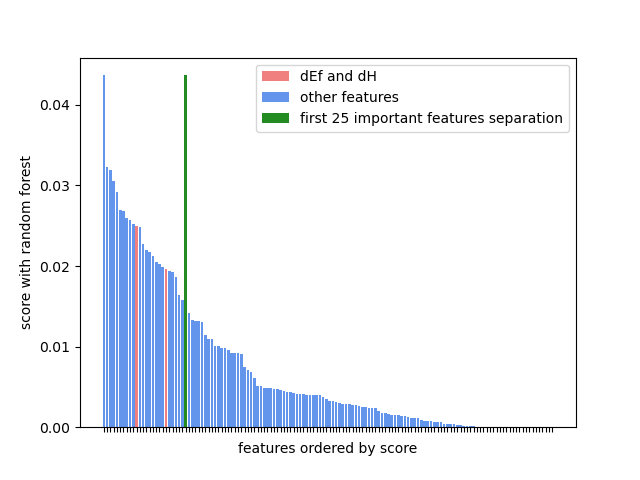 dEf and dH
other features
first 25 important features separation
0.04
0.03
0.02
0.01
0.00
score with random forest
features ordered by score